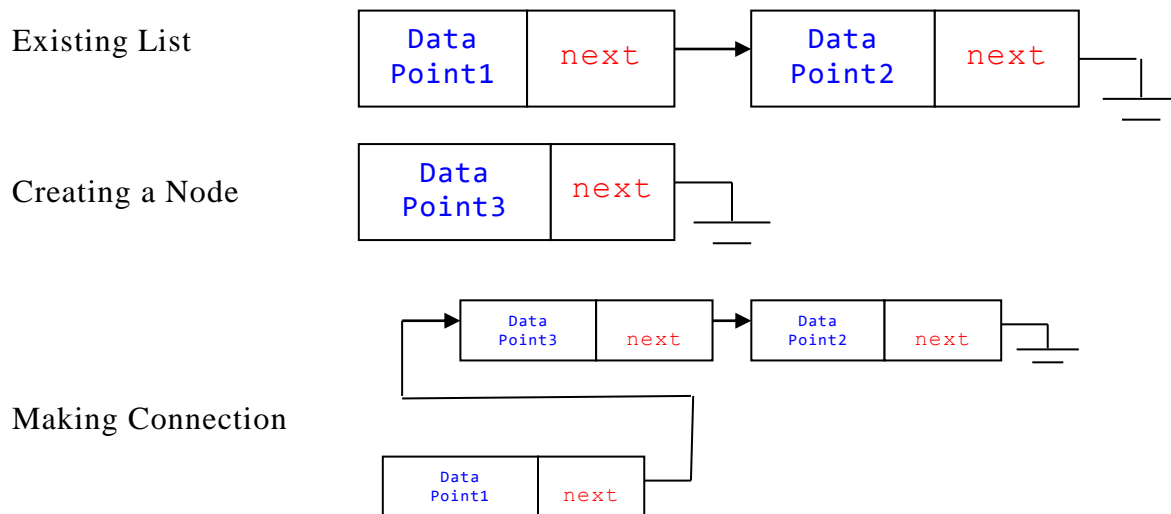 Existing List
Data
Point1
next
Data
Point2
next
Creating a Node
Data
Point3
next
Data
Point3
next
Data
Point2
next
Making Connection
Data
Point1
next